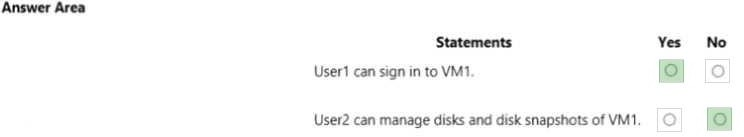 Answer Area
Statements Yes No
User1 can sign in to VM1.
User2 can manage disks and disk snapshots of VM1.